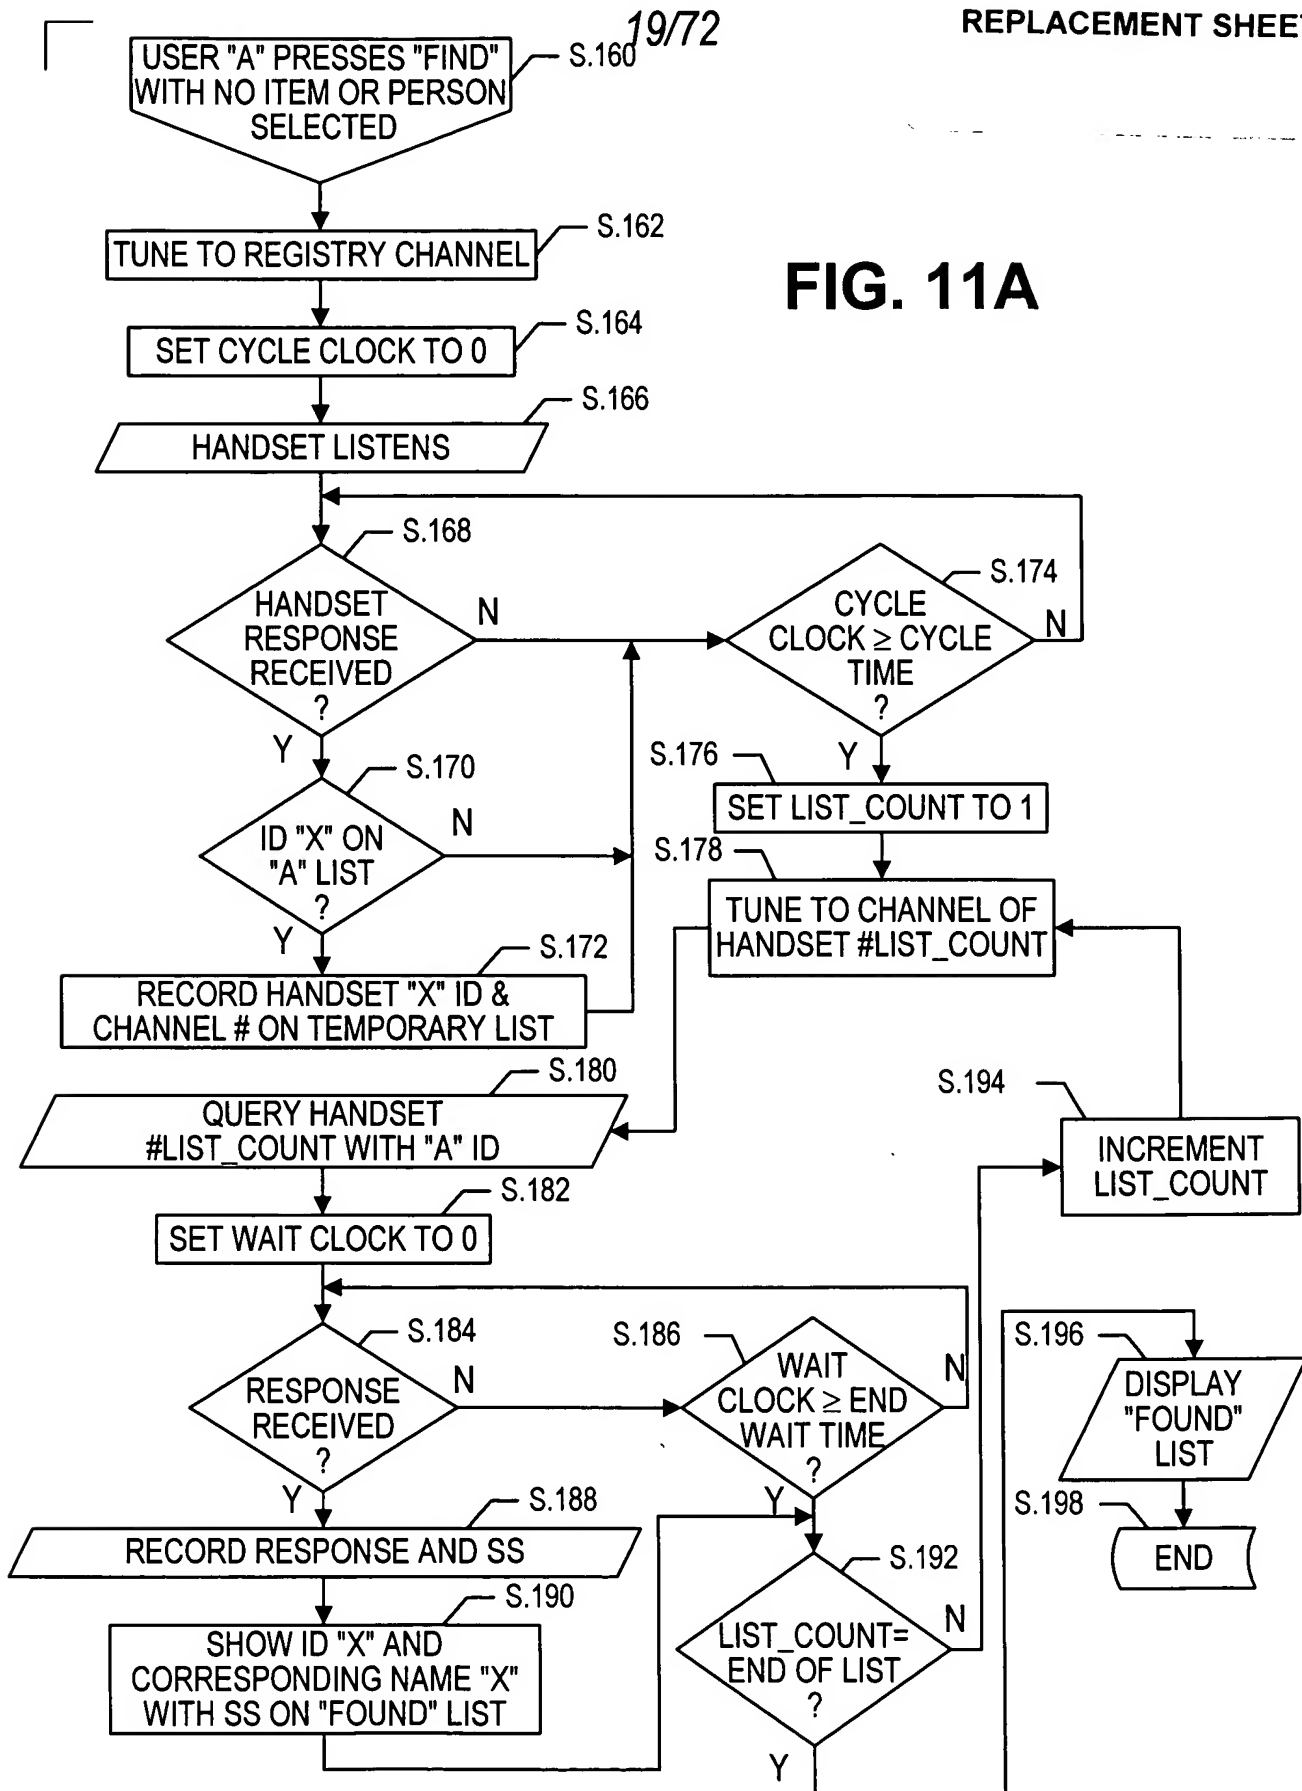 19/72
REPLACEMENT SHEE
USER "A" PRESSES "FIND"
WITH NO ITEM OR PERSON
SELECTED
S.160
TUNE TO REGISTRY CHANNEL
S.162
FIG. 11A
SET CYCLE CLOCK TO 0
S.164
HANDSET LISTENS
S.166
HANDSET
RESPONSE
RECEIVED
?
S.168
N
Y
CYCLE
CLOCK ≥ CYCLE
TIME
?
S.174
N
Y
ID "X" ON
"A" LIST
?
S.170
N
Y
S.176
SET LIST_COUNT TO 1
S.178
TUNE TO CHANNEL OF
HANDSET #LIST_COUNT
S.172
RECORD HANDSET "X" ID &
CHANNEL # ON TEMPORARY LIST
S.180
QUERY HANDSET
#LIST_COUNT WITH "A" ID
S.194
INCREMENT
LIST_COUNT
S.182
SET WAIT CLOCK TO 0
S.184
RESPONSE
RECEIVED
?
N
Y
S.186
WAIT
CLOCK ≥ END
WAIT TIME
?
N
Y
S.196
DISPLAY
"FOUND"
LIST
S.198
END
S.188
RECORD RESPONSE AND SS
S.190
SHOW ID "X" AND
CORRESPONDING NAME "X"
WITH SS ON "FOUND" LIST
S.192
LIST_COUNT=
END OF LIST
?
N
Y